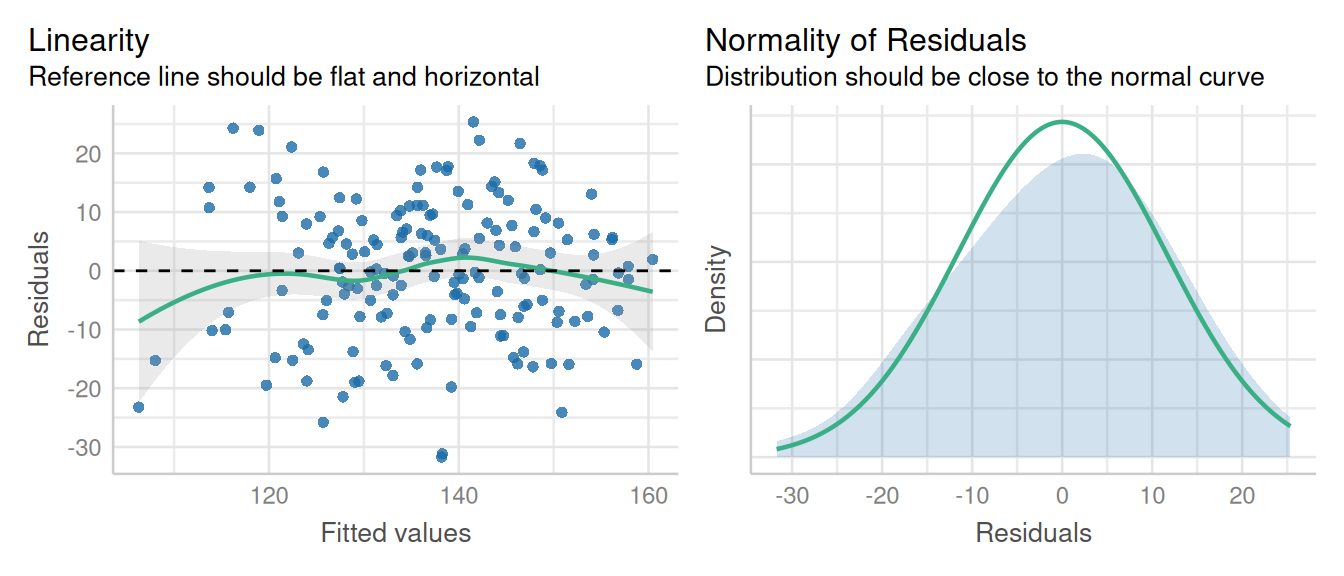 Linearity
Reference line should be flat and horizontal
20
10
0
-10
-20
-30
Residuals
120
140
160
Fitted values
Normality of Residuals
Distribution should be close to the normal curve
Density
-30
-20
-10
0
10
20
Residuals